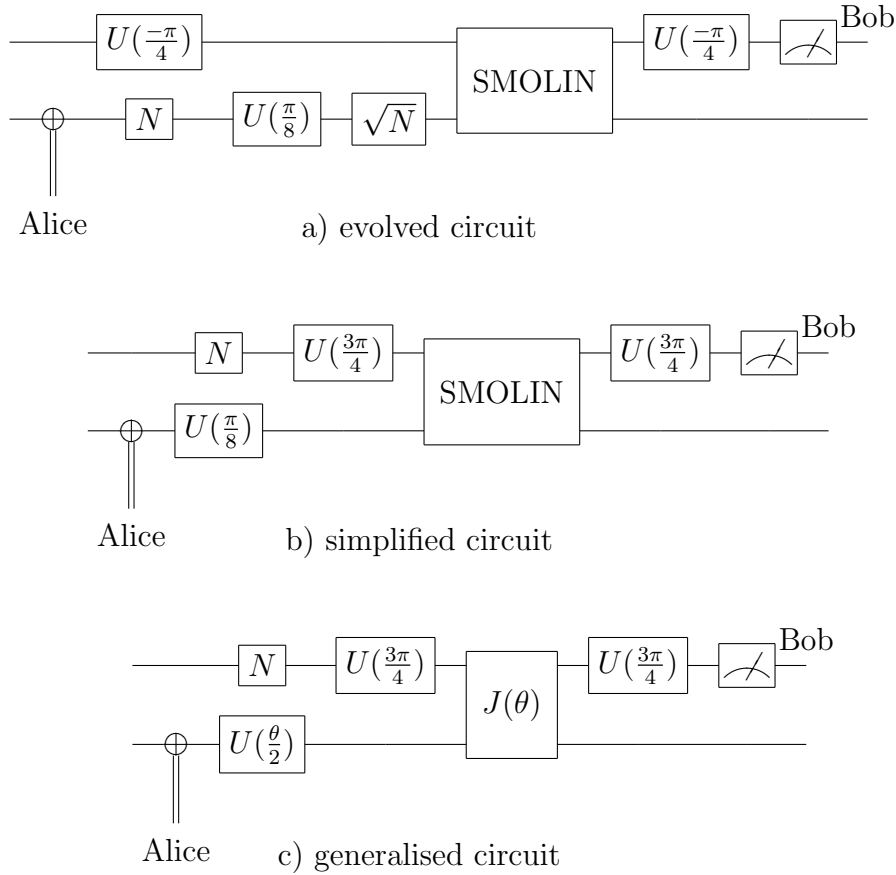 U(-π/4) SMOLIN U(-π/4) Bob
N U(π/8) √N
Alice
a) evolved circuit
N U(3π/4) SMOLIN U(3π/4) Bob
U(π/8)
Alice
b) simplified circuit
N U(3π/4) J(θ) U(3π/4) Bob
U(θ/2)
Alice
c) generalised circuit